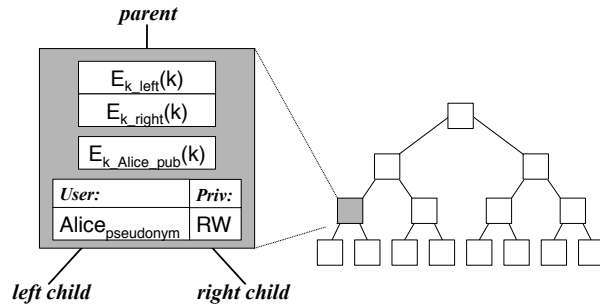 parent
E_k_left(k)
E_k_right(k)
E_k_Alice_pub(k)
User: Priv:
Alice_pseudonym RW
left child right child